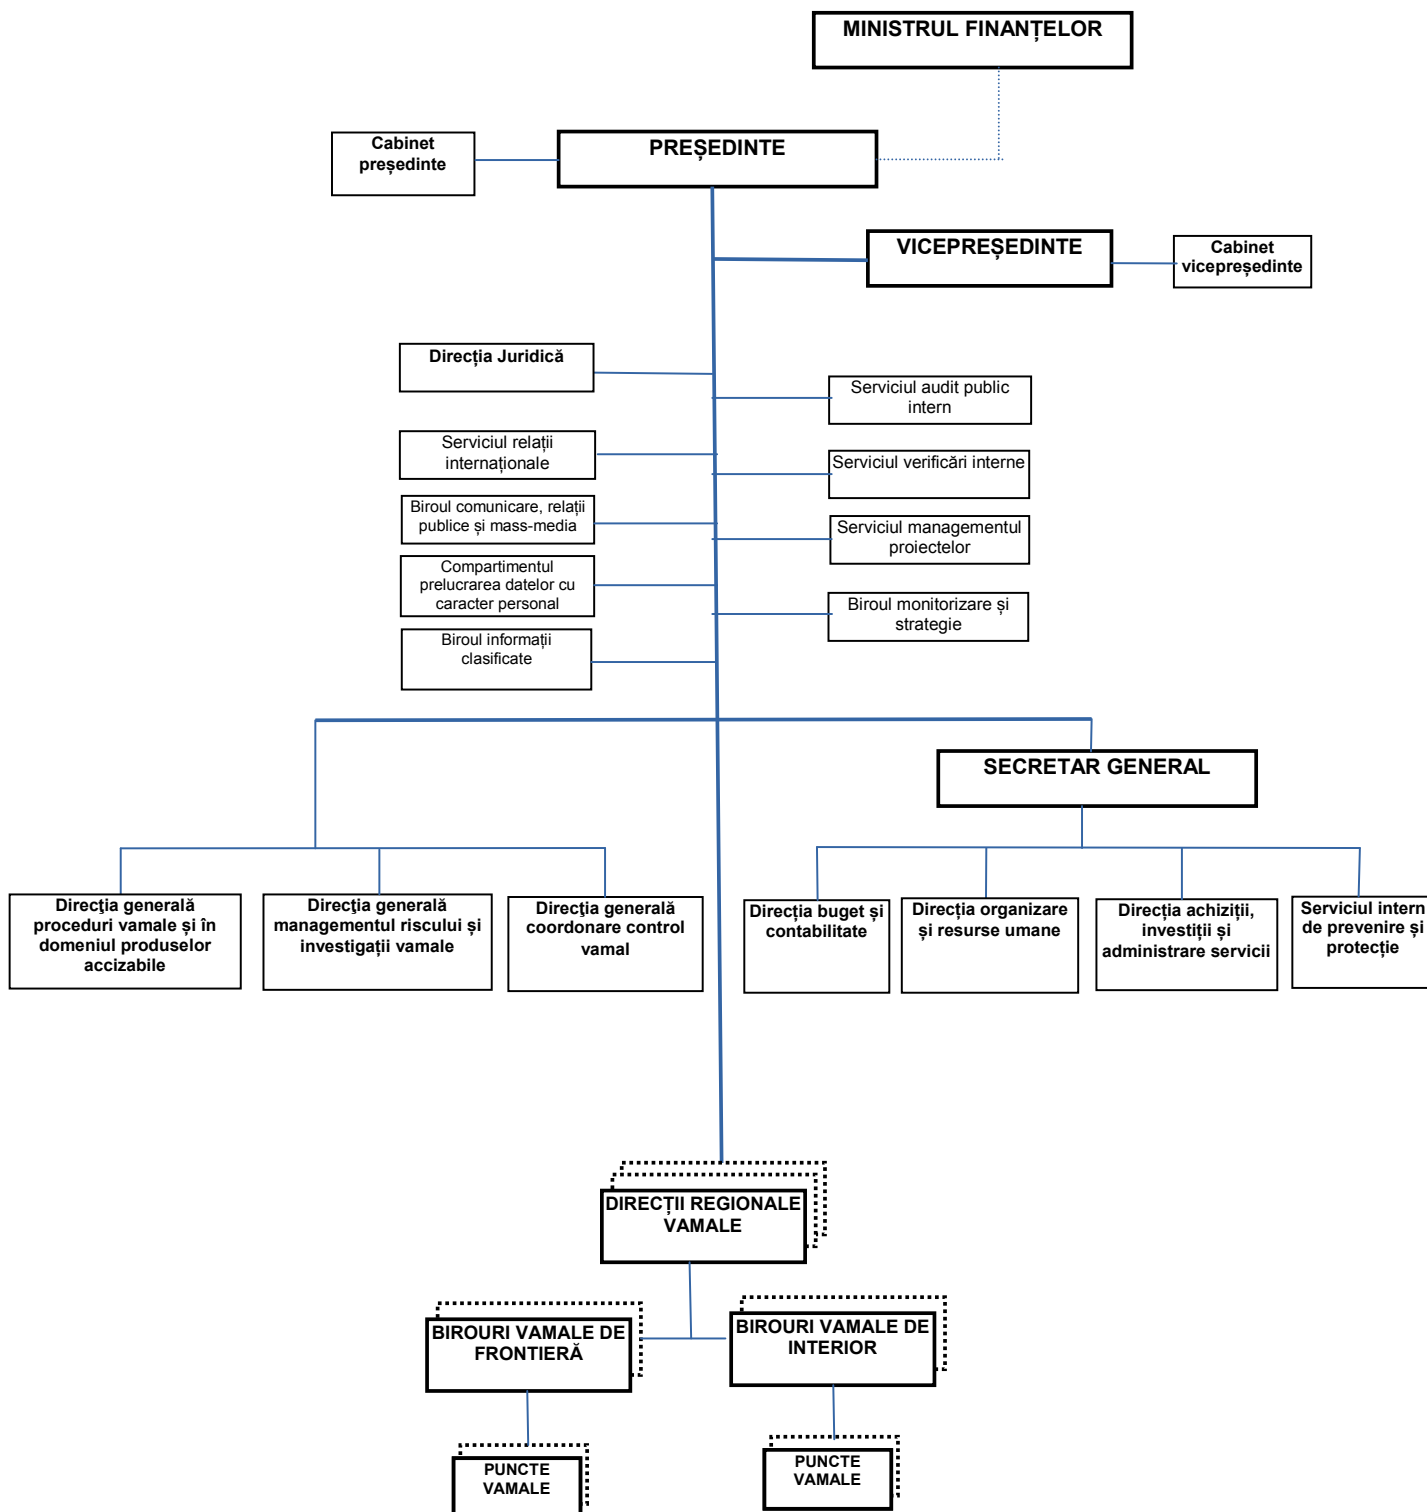 MINISTRUL FINANȚELOR
Cabinet
președinte
PREȘEDINTE
VICEPREȘEDINTE
Cabinet
vicepreședinte
Direcția Juridică
Serviciul audit public
intern
Serviciul relații
internaționale
Serviciul verificări interne
Biroul comunicare, relații
publice și mass-media
Serviciul managementul
proiectelor
Compartimentul
prelucrarea datelor cu
caracter personal
Biroul monitorizare și
strategie
Biroul informații
clasificate
SECRETAR GENERAL
Direcţia generală
proceduri vamale și în
domeniul produselor
accizabile
Direcţia generală
managementul riscului și
investigații vamale
Direcţia generală
coordonare control
vamal
Direcția buget și
contabilitate
Direcția organizare
și resurse umane
Direcția achiziții,
investiții și
administrare servicii
Serviciul intern
de prevenire și
protecție
DIRECȚII REGIONALE
VAMALE
BIROURI VAMALE DE
FRONTIERĂ
BIROURI VAMALE DE
INTERIOR
PUNCTE
VAMALE
PUNCTE
VAMALE